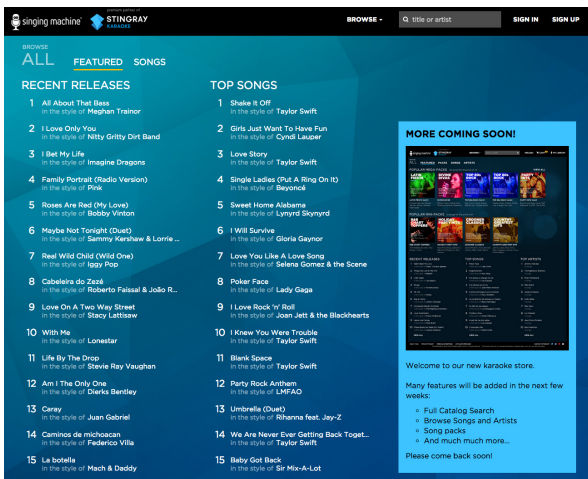 premium partner of
singing machine
STINGRAY
KARAOKE
BROWSE
title or artist
SIGN IN
SIGN UP
BROWSE
ALL
FEATURED
SONGS
RECENT RELEASES
1 All About That Bass
in the style of Meghan Trainor
2 I Love Only You
in the style of Nitty Gritty Dirt Band
3 I Bet My Life
in the style of Imagine Dragons
4 Family Portrait (Radio Version)
in the style of Pink
5 Roses Are Red (My Love)
in the style of Bobby Vinton
6 Maybe Not Tonight (Duet)
in the style of Sammy Kershaw & Lorrie ...
7 Real Wild Child (Wild One)
in the style of Iggy Pop
8 Cabeleira do Zezé
in the style of Roberto Faissal & João R...
9 Love On A Two Way Street
in the style of Stacy Lattisaw
10 With Me
in the style of Lonestar
11 Life By The Drop
in the style of Stevie Ray Vaughan
12 Am I The Only One
in the style of Dierks Bentley
13 Caray
in the style of Juan Gabriel
14 Caminos de michoacan
in the style of Federico Villa
15 La botella
in the style of Mach & Daddy
TOP SONGS
1 Shake It Off
in the style of Taylor Swift
2 Girls Just Want To Have Fun
in the style of Cyndi Lauper
3 Love Story
in the style of Taylor Swift
4 Single Ladies (Put A Ring On It)
in the style of Beyoncé
5 Sweet Home Alabama
in the style of Lynyrd Skynyrd
6 I Will Survive
in the style of Gloria Gaynor
7 Love You Like A Love Song
in the style of Selena Gomez & the Scene
8 Poker Face
in the style of Lady Gaga
9 I Love Rock 'n' Roll
in the style of Joan Jett & the Blackhearts
10 I Knew You Were Trouble
in the style of Taylor Swift
11 Blank Space
in the style of Taylor Swift
12 Party Rock Anthem
in the style of LMFAO
13 Umbrella (Duet)
in the style of Rihanna feat. Jay-Z
14 We Are Never Ever Getting Back Toget...
in the style of Taylor Swift
15 Baby Got Back
in the style of Sir Mix-A-Lot
MORE COMING SOON!
ALL FEATURED PACKS SONGS ARTISTS
POPULAR MEGA-PACKS
RECENT RELEASES
TOP SONGS
TOP ARTISTS
Welcome to our new karaoke store.
Many features will be added in the next few
weeks:
Full Catalog Search
Browse Songs and Artists
Song packs
And much much more...
Please come back soon!